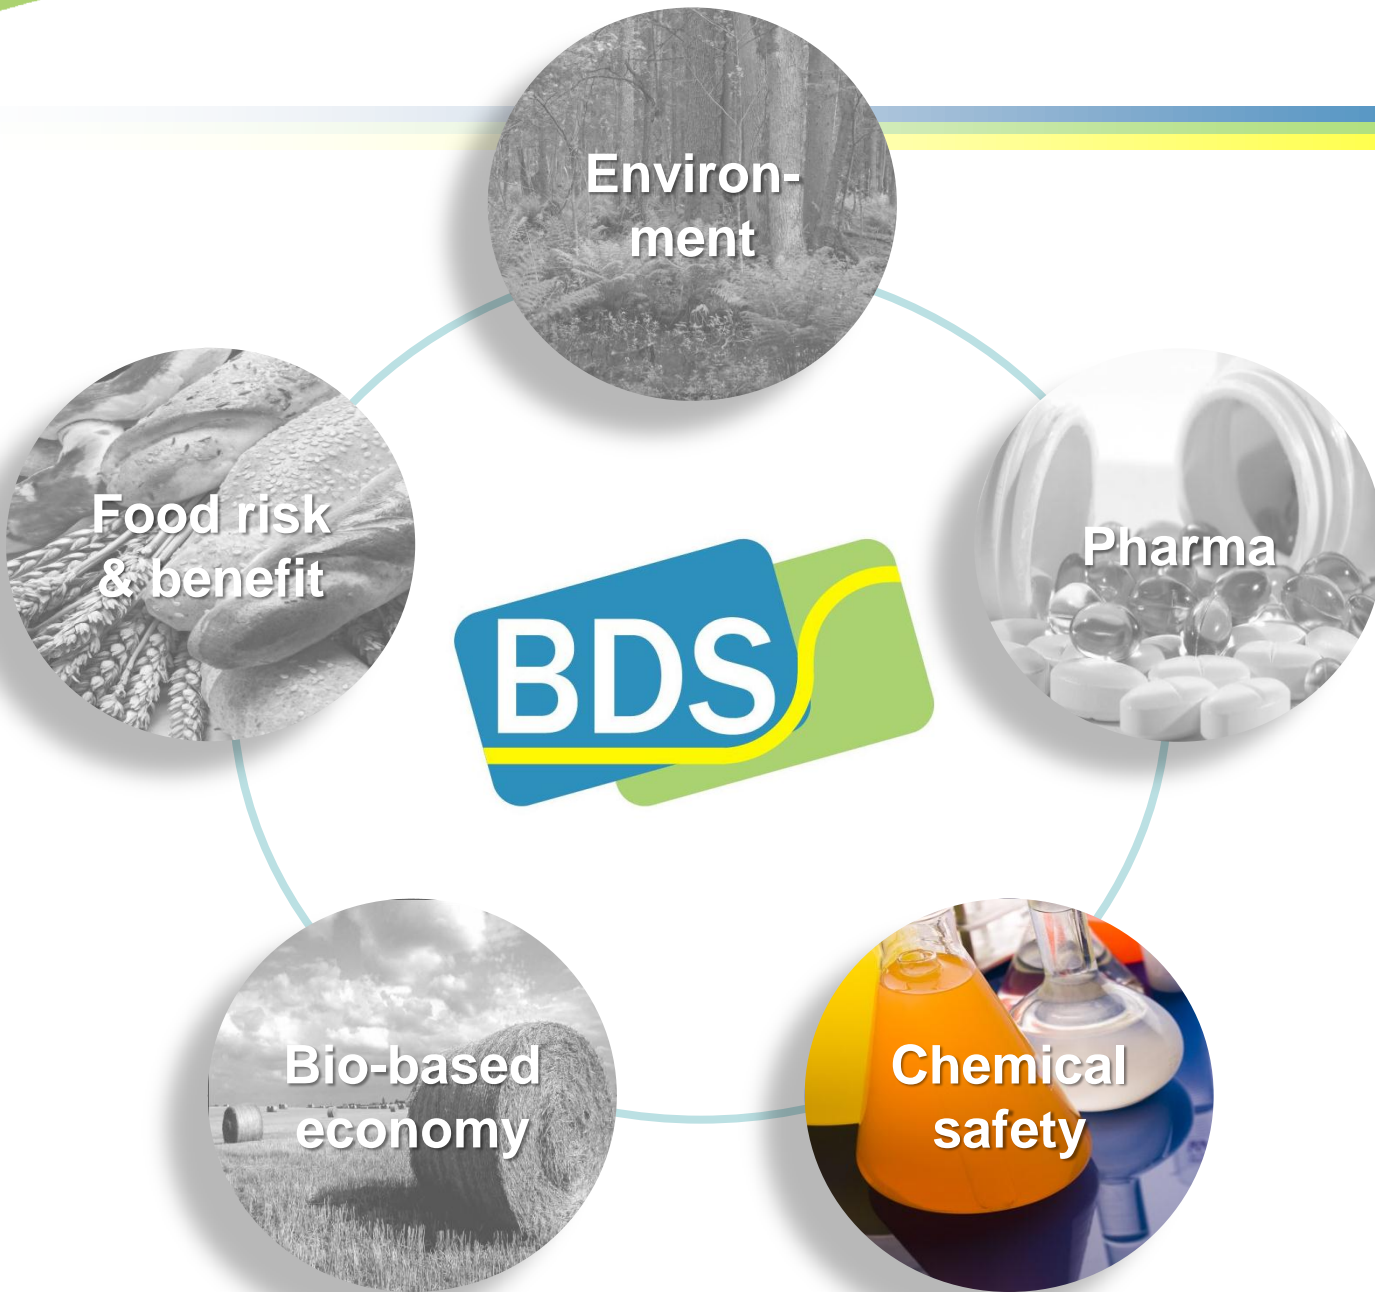 Environ-
ment
Food risk
& benefit
Pharma
BDS
Bio-based
economy
Chemical
safety